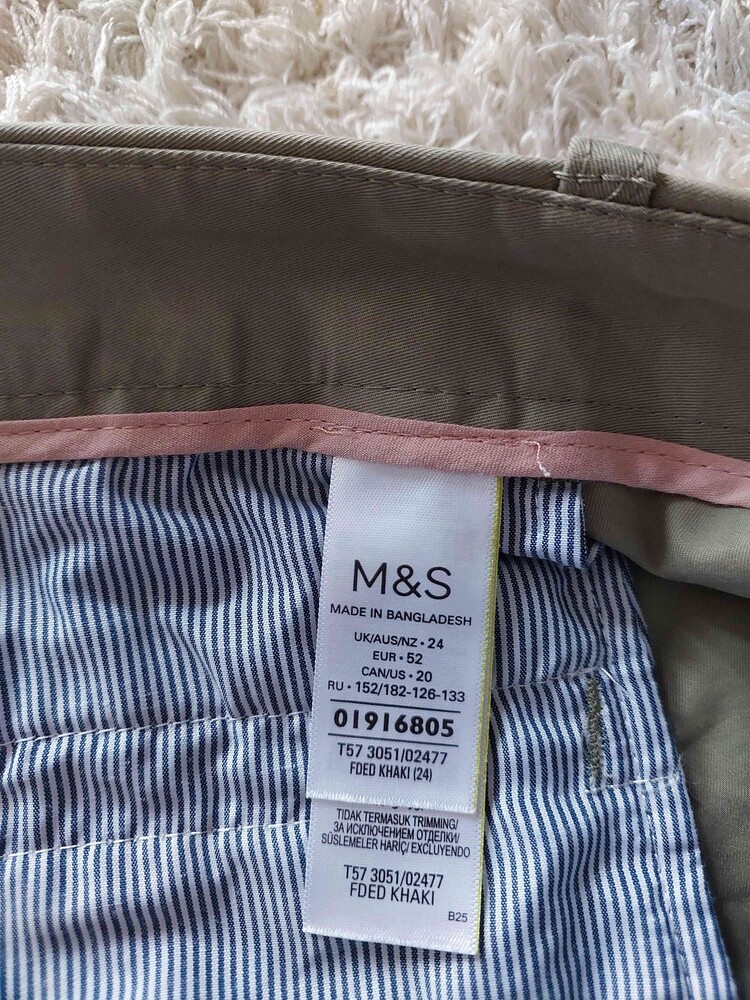 M&S
MADE IN BANGLADESH
UK/AUS/NZ • 24
EUR • 52
CAN/US • 20
RU • 152/182-126-133
01916805
T57 3051/02477
FDED KHAKI (24)
TIDAK TERMASUK TRIMMING/
ЗА ИСКЛЮЧЕНИЕМ ОТДЕЛКИ/
SÜSLEMELER HARİÇ/EXCLUYENDO
T57 3051/02477
FDED KHAKI
B25